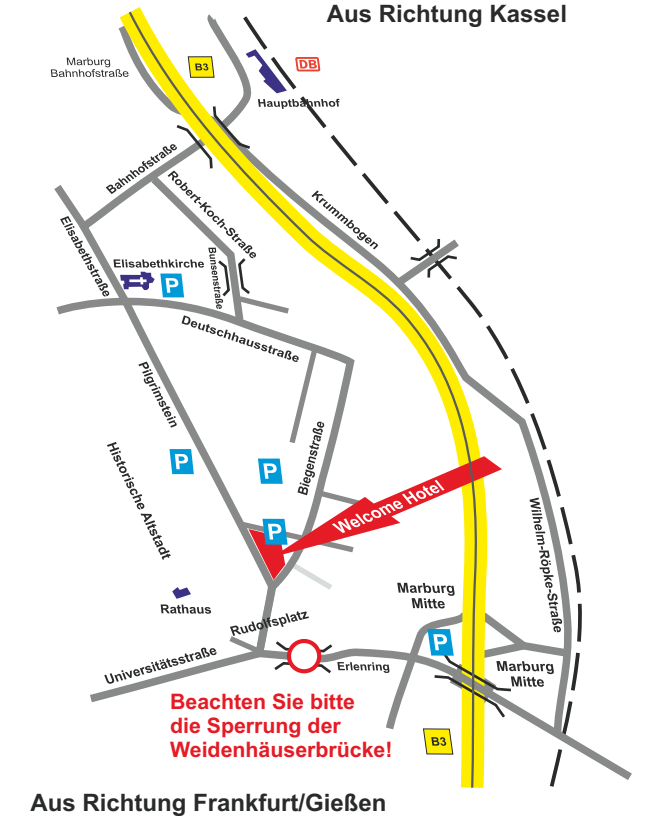 Aus Richtung Kassel
Marburg
Bahnhofstraße
B3
DB
Hauptbahnhof
Bahnhofstraße
Robert-Koch-Straße
Krummbogen
Elisabethstraße
Elisabethkirche
P
Bunsenstraße
Deutschhausstraße
Pilgrimstein
Biegenstraße
Historische Altstadt
P
P
Welcome Hotel
P
Wilhelm-Röpke-Straße
Rathaus
Marburg
Mitte
Rudolfsplatz
P
Universitätsstraße
Erlenring
Marburg
Mitte
Beachten Sie bitte
die Sperrung der
Weidenhäuserbrücke!
B3
Aus Richtung Frankfurt/Gießen